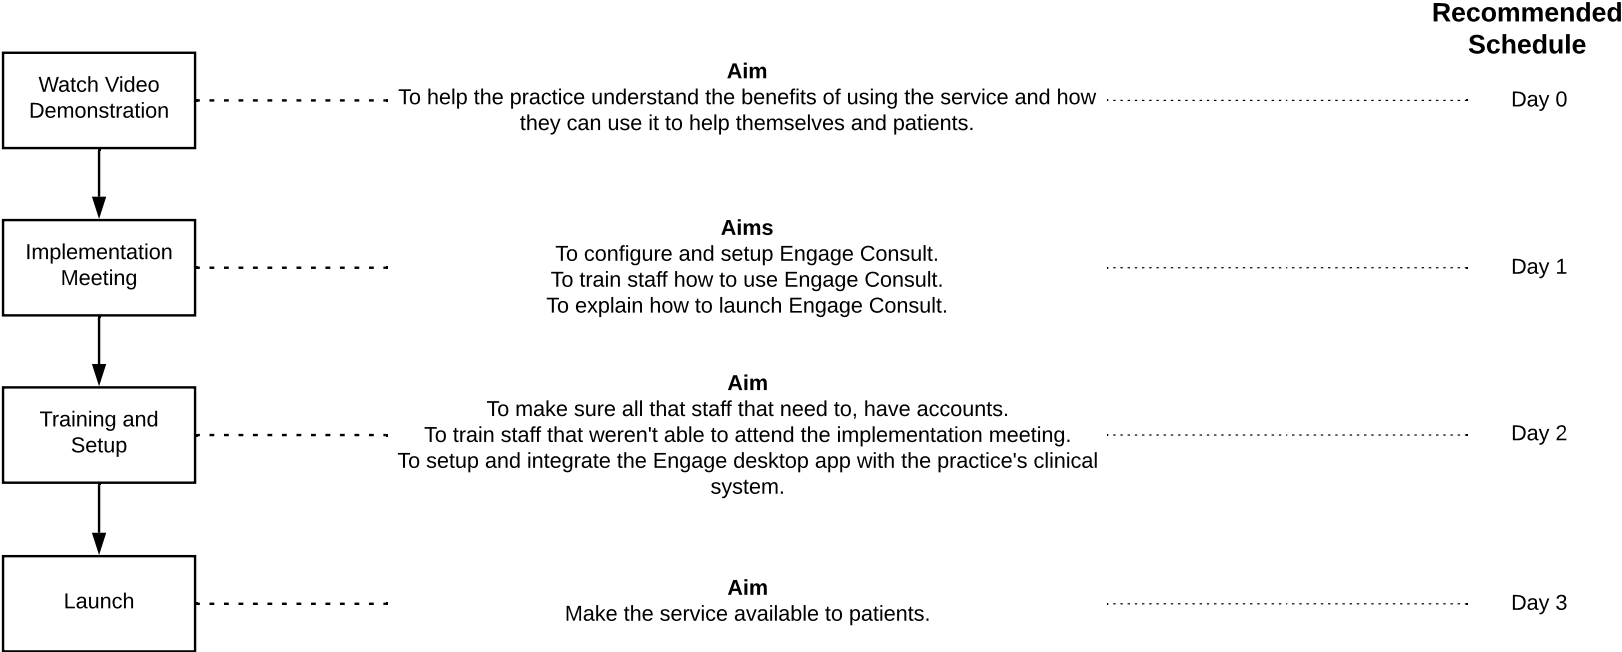 Recommended
Schedule
Watch Video
Demonstration
Aim
To help the practice understand the benefits of using the service and how
they can use it to help themselves and patients.
Day 0
Implementation
Meeting
Aims
To configure and setup Engage Consult.
To train staff how to use Engage Consult.
To explain how to launch Engage Consult.
Day 1
Training and
Setup
Aim
To make sure all that staff that need to, have accounts.
To train staff that weren't able to attend the implementation meeting.
To setup and integrate the Engage desktop app with the practice's clinical
system.
Day 2
Launch
Aim
Make the service available to patients.
Day 3